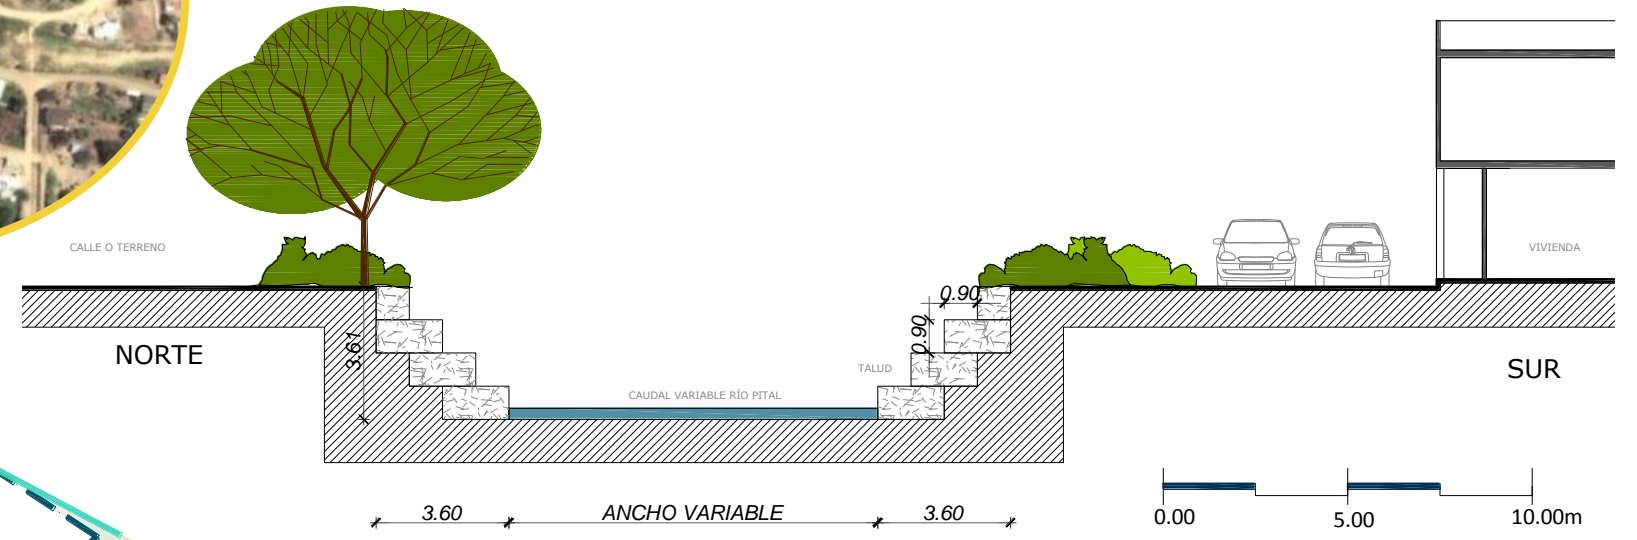 CALLE O TERRENO
VIVIENDA
0.90
0.90
3.61
NORTE
TALUD
SUR
CAUDAL VARIABLE RÍO PITAL
3.60
ANCHO VARIABLE
3.60
0.00
5.00
10.00m